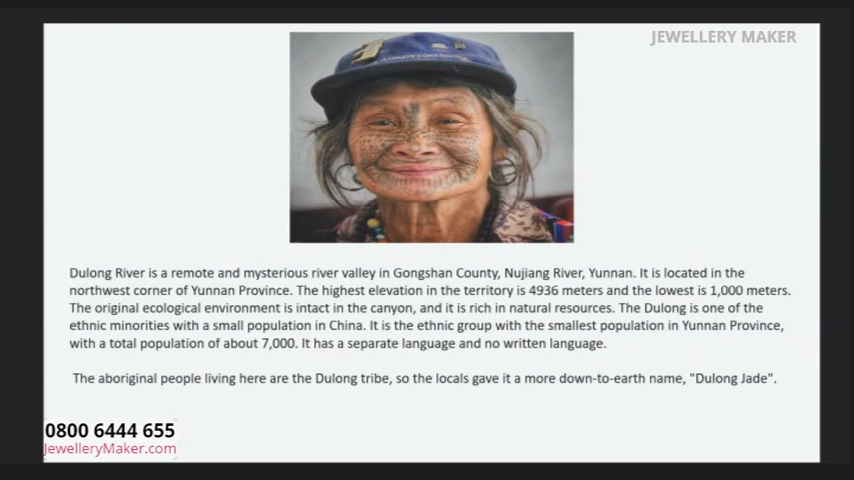 JEWELLERY MAKER
Dulong River is a remote and mysterious river valley in Gongshan County, Nujiang River, Yunnan. It is located in the
northwest corner of Yunnan Province. The highest elevation in the territory is 4936 meters and the lowest is 1,000 meters.
The original ecological environment is intact in the canyon, and it is rich in natural resources. The Dulong is one of the
ethnic minorities with a small population in China. It is the ethnic group with the smallest population in Yunnan Province,
with a total population of about 7,000. It has a separate language and no written language.
The aboriginal people living here are the Dulong tribe, so the locals gave it a more down-to-earth name, "Dulong Jade".
0800 6444 655
JewelleryMaker.com